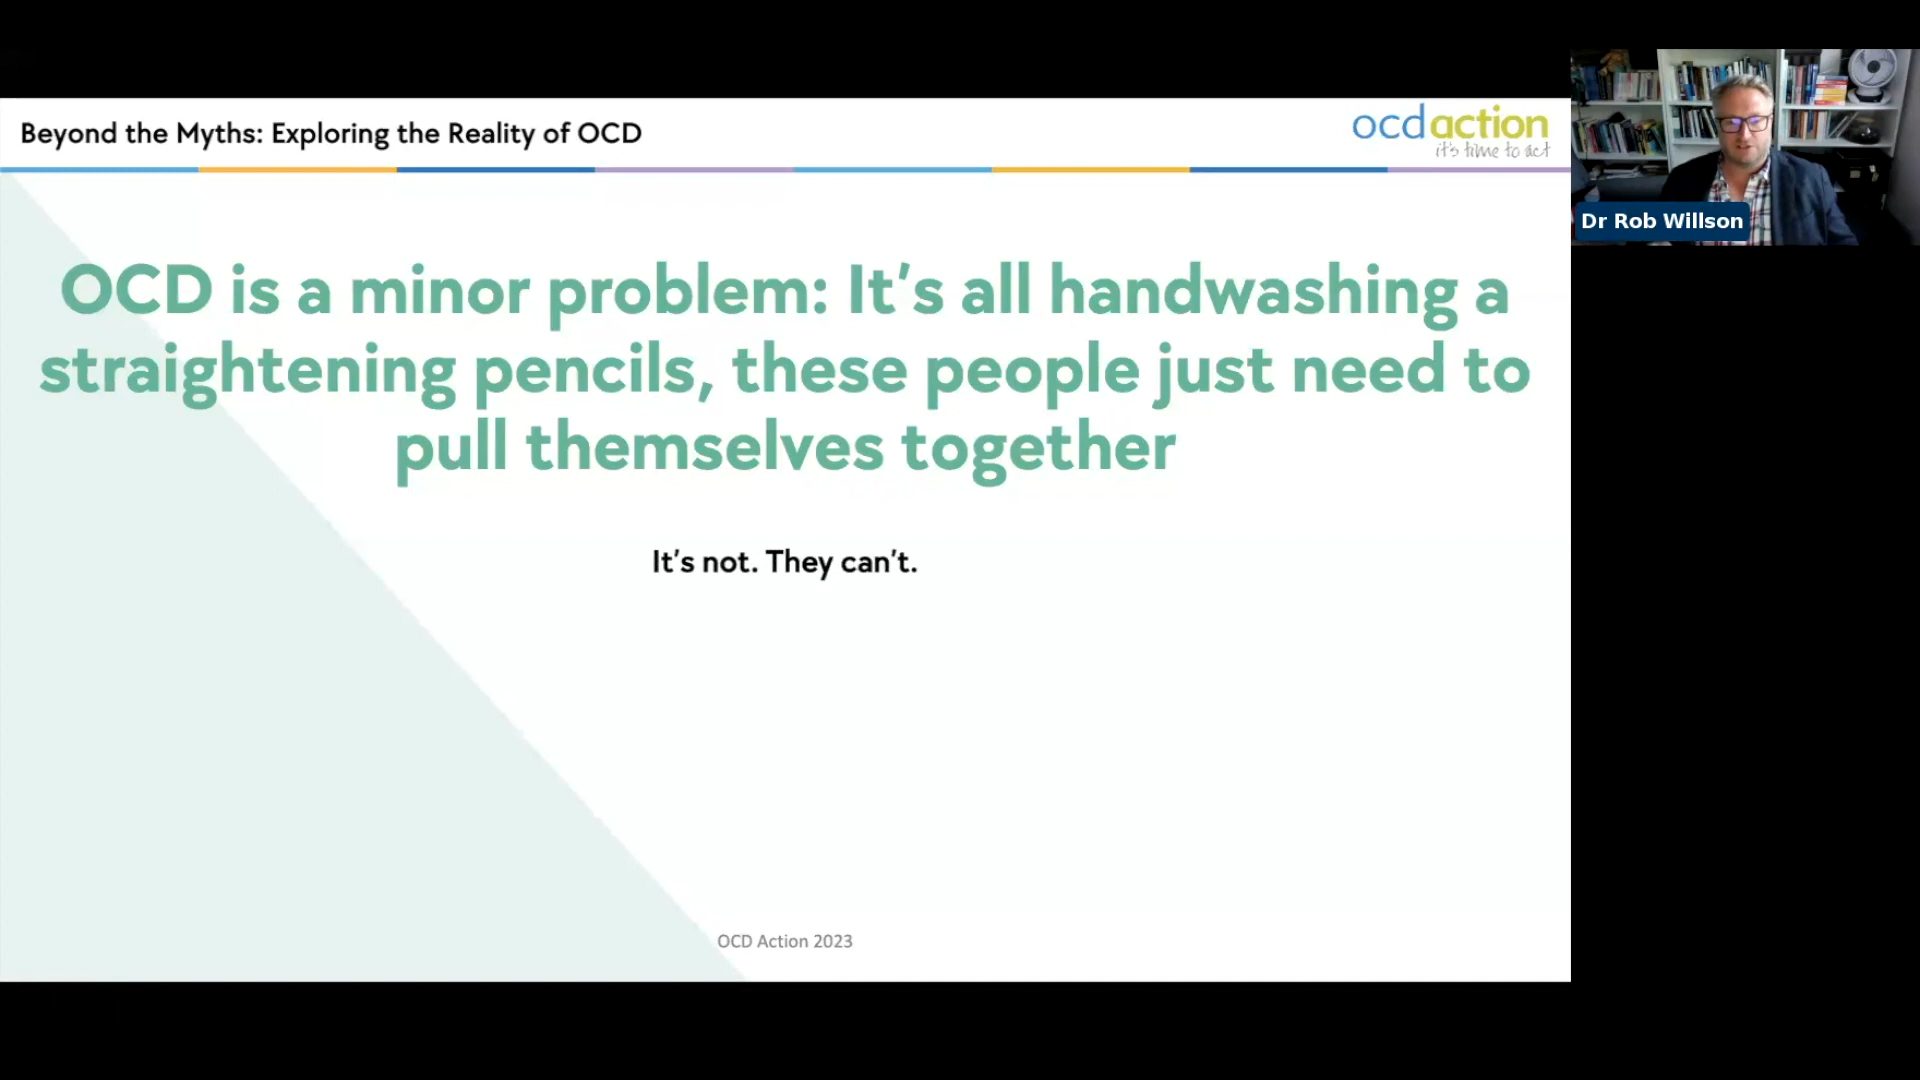 Beyond the Myths: Exploring the Reality of OCD
ocdaction
it's time to act
Dr Rob Willson
OCD is a minor problem: It's all handwashing a
straightening pencils, these people just need to
pull themselves together
It's not. They can't.
OCD Action 2023